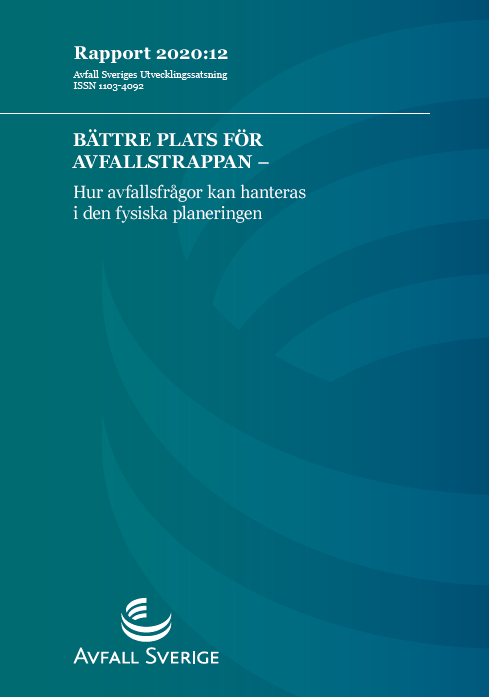 Rapport 2020:12
Avfall Sveriges Utvecklingssatsning
ISSN 1103-4092
BÄTTRE PLATS FÖR
AVFALLSTRAPPAN –
Hur avfallsfrågor kan hanteras
i den fysiska planeringen
AVFALL SVERIGE